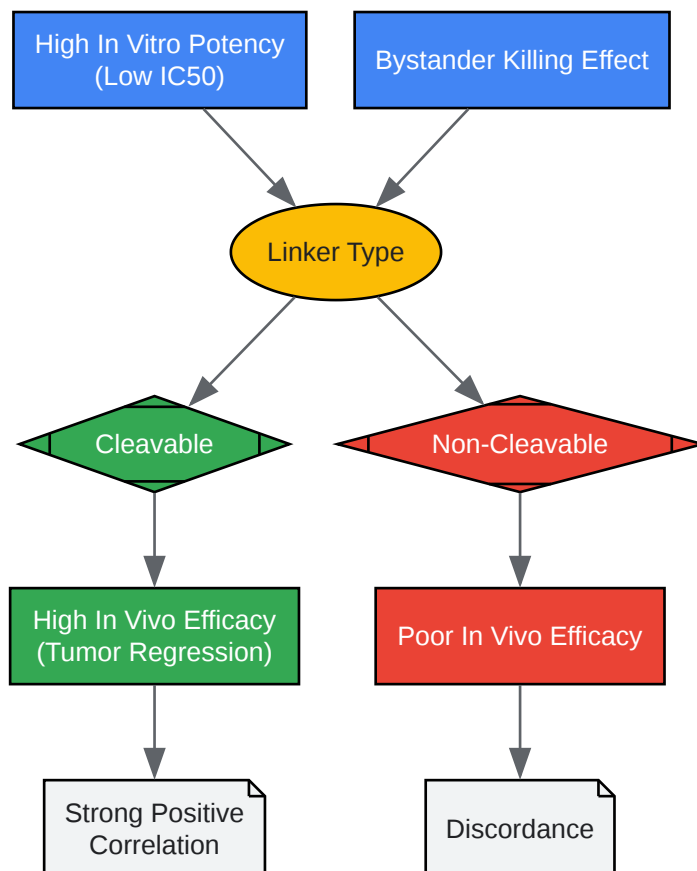 High In Vitro Potency
(Low IC50)
Bystander Killing Effect
Linker Type
Cleavable
Non-Cleavable
High In Vivo Efficacy
(Tumor Regression)
Poor In Vivo Efficacy
Strong Positive
Correlation
Discordance